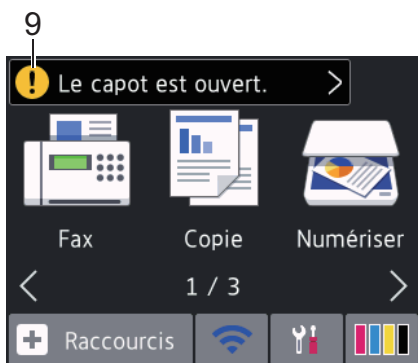 9
! Le capot est ouvert. >
Fax Copie Numériser
< 1 / 3 >
+ Raccourcis